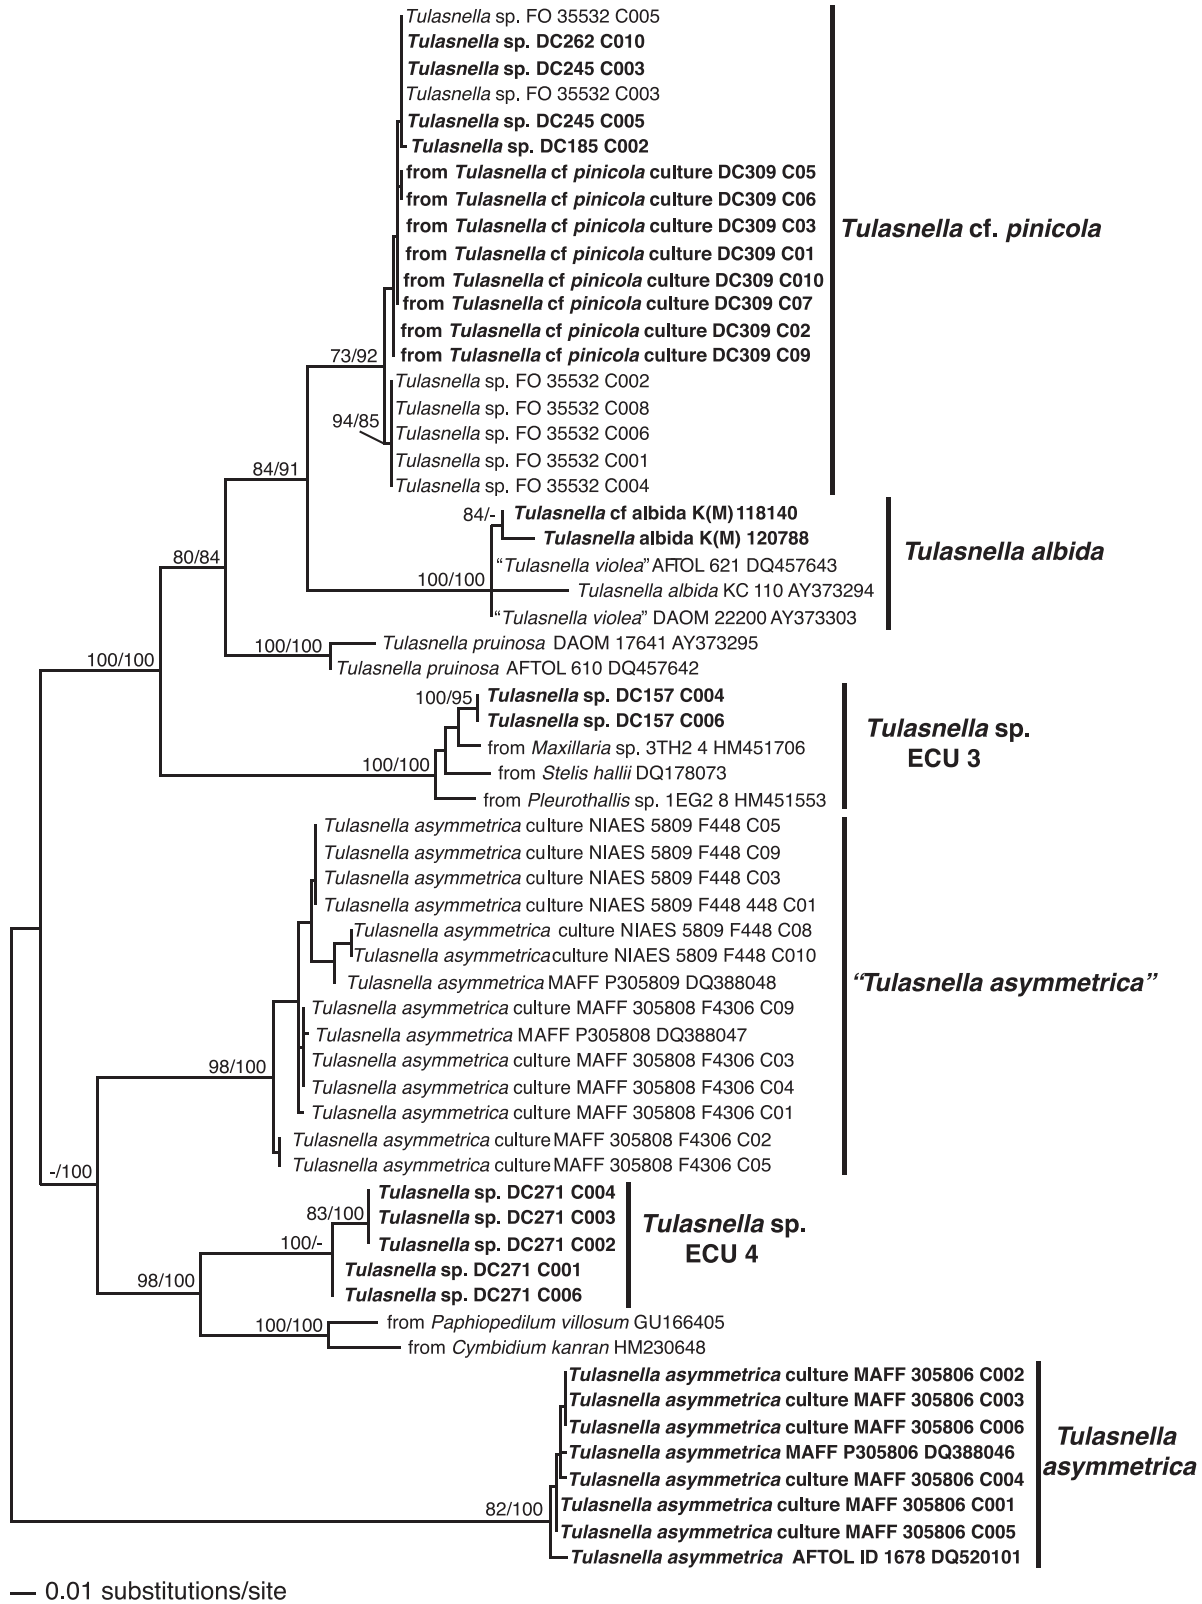 Tulasnella sp. FO 35532 C005
Tulasnella sp. DC262 C010
Tulasnella sp. DC245 C003
Tulasnella sp. FO 35532 C003
Tulasnella sp. DC245 C005
Tulasnella sp. DC185 C002
from Tulasnella cf pinicola culture DC309 C05
from Tulasnella cf pinicola culture DC309 C06
from Tulasnella cf pinicola culture DC309 C03
Tulasnella cf. pinicola
from Tulasnella cf pinicola culture DC309 C01
from Tulasnella cf pinicola culture DC309 C010
from Tulasnella cf pinicola culture DC309 C07
from Tulasnella cf pinicola culture DC309 C02
from Tulasnella cf pinicola culture DC309 C09
73/92
Tulasnella sp. FO 35532 C002
Tulasnella sp. FO 35532 C008
94/85
Tulasnella sp. FO 35532 C006
Tulasnella sp. FO 35532 C001
84/91
Tulasnella sp. FO 35532 C004
84/-
Tulasnella cf albida K(M) 118140
Tulasnella albida K(M) 120788
Tulasnella albida
80/84
"Tulasnella violea" AFTOL 621 DQ457643
100/100
Tulasnella albida KC 110 AY373294
"Tulasnella violea" DAOM 22200 AY373303
100/100
Tulasnella pruinosa DAOM 17641 AY373295
100/100
Tulasnella pruinosa AFTOL 610 DQ457642
100/95
Tulasnella sp. DC157 C004
Tulasnella sp. DC157 C006
Tulasnella sp.
ECU 3
from Maxillaria sp. 3TH2 4 HM451706
100/100
from Stelis hallii DQ178073
from Pleurothallis sp. 1EG2 8 HM451553
Tulasnella asymmetrica culture NIAES 5809 F448 C05
Tulasnella asymmetrica culture NIAES 5809 F448 C09
Tulasnella asymmetrica culture NIAES 5809 F448 C03
Tulasnella asymmetrica culture NIAES 5809 F448 448 C01
Tulasnella asymmetrica culture NIAES 5809 F448 C08
Tulasnella asymmetrica culture NIAES 5809 F448 C010
Tulasnella asymmetrica MAFF P305809 DQ388048
"Tulasnella asymmetrica"
Tulasnella asymmetrica culture MAFF 305808 F4306 C09
Tulasnella asymmetrica MAFF P305808 DQ388047
98/100
Tulasnella asymmetrica culture MAFF 305808 F4306 C03
Tulasnella asymmetrica culture MAFF 305808 F4306 C04
Tulasnella asymmetrica culture MAFF 305808 F4306 C01
Tulasnella asymmetrica culture MAFF 305808 F4306 C02
Tulasnella asymmetrica culture MAFF 305808 F4306 C05
-/100
Tulasnella sp. DC271 C004
83/100
Tulasnella sp. DC271 C003
Tulasnella sp. DC271 C002
Tulasnella sp.
ECU 4
100/-
Tulasnella sp. DC271 C001
98/100
Tulasnella sp. DC271 C006
100/100
from Paphiopedilum villosum GU166405
from Cymbidium kanran HM230648
Tulasnella asymmetrica culture MAFF 305806 C002
Tulasnella asymmetrica culture MAFF 305806 C003
Tulasnella asymmetrica culture MAFF 305806 C006
Tulasnella asymmetrica MAFF P305806 DQ388046
Tulasnella
asymmetrica
Tulasnella asymmetrica culture MAFF 305806 C004
82/100
Tulasnella asymmetrica culture MAFF 305806 C001
Tulasnella asymmetrica culture MAFF 305806 C005
Tulasnella asymmetrica AFTOL ID 1678 DQ520101
0.01 substitutions/site